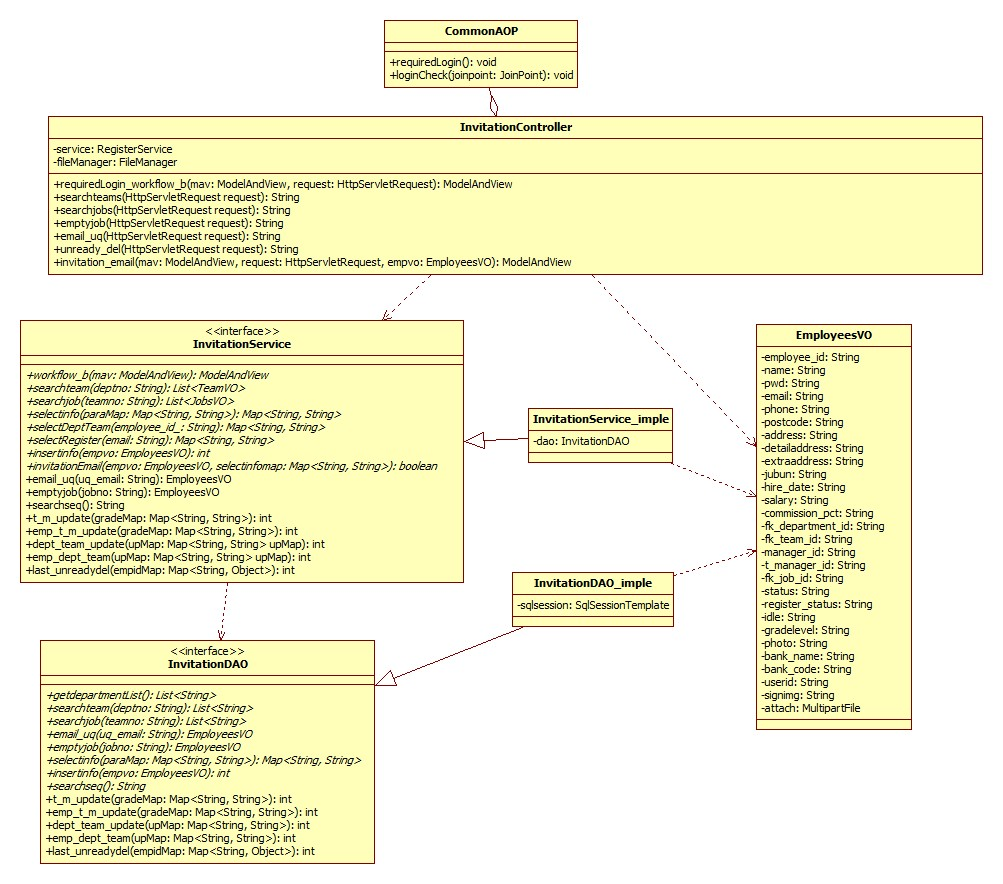 CommonAOP
+requiredLogin(): void
+loginCheck(joinpoint: JoinPoint): void
InvitationController
-service: RegisterService
-fileManager: FileManager
+requiredLogin_workflow_b(mav: ModelAndView, request: HttpServletRequest): ModelAndView
+searchteams(HttpServletRequest request): String
+searchjobs(HttpServletRequest request): String
+emptyjob(HttpServletRequest request): String
+email_uq(HttpServletRequest request): String
+unready_del(HttpServletRequest request): String
+invitation_email(mav: ModelAndView, request: HttpServletRequest, empvo: EmployeesVO): ModelAndView
<<interface>>
InvitationService
+workflow_b(mav: ModelAndView): ModelAndView
+searchteam(deptno: String): List<TeamVO>
+searchjob(teamno: String): List<JobsVO>
+selectinfo(paraMap: Map<String, String>): Map<String, String>
+selectDeptTeam(employee_id_: String): Map<String, String>
+selectRegister(email: String): Map<String, String>
+insertinfo(empvo: EmployeesVO): int
+invitationEmail(empvo: EmployeesVO, selectinfomap: Map<String, String>): boolean
+email_uq(uq_email: String): EmployeesVO
+emptyjob(jobno: String): EmployeesVO
+searchseq(): String
+t_m_update(gradeMap: Map<String, String>): int
+emp_t_m_update(gradeMap: Map<String, String>): int
+dept_team_update(upMap: Map<String, String> upMap): int
+emp_dept_team(upMap: Map<String, String> upMap): int
+last_unreadydel(empidMap: Map<String, Object>): int
InvitationService_imple
-dao: InvitationDAO
InvitationDAO_imple
-sqlsession: SqlSessionTemplate
EmployeesVO
-employee_id: String
-name: String
-pwd: String
-email: String
-phone: String
-postcode: String
-address: String
-detailaddress: String
-extraaddress: String
-jubun: String
-hire_date: String
-salary: String
-commission_pct: String
-fk_department_id: String
-fk_team_id: String
-manager_id: String
-t_manager_id: String
-fk_job_id: String
-status: String
-register_status: String
-idle: String
-gradelevel: String
-photo: String
-bank_name: String
-bank_code: String
-userid: String
-signimg: String
-attach: MultipartFile
<<interface>>
InvitationDAO
+getdepartmentList(): List<String>
+searchteam(deptno: String): List<String>
+searchjob(teamno: String): List<String>
+email_uq(uq_email: String): EmployeesVO
+emptyjob(jobno: String): EmployeesVO
+selectinfo(paraMap: Map<String, String>): Map<String, String>
+insertinfo(empvo: EmployeesVO): int
+searchseq(): String
+t_m_update(gradeMap: Map<String, String>): int
+emp_t_m_update(gradeMap: Map<String, String>): int
+dept_team_update(upMap: Map<String, String>): int
+emp_dept_team(upMap: Map<String, String>): int
+last_unreadydel(empidMap: Map<String, Object>): int